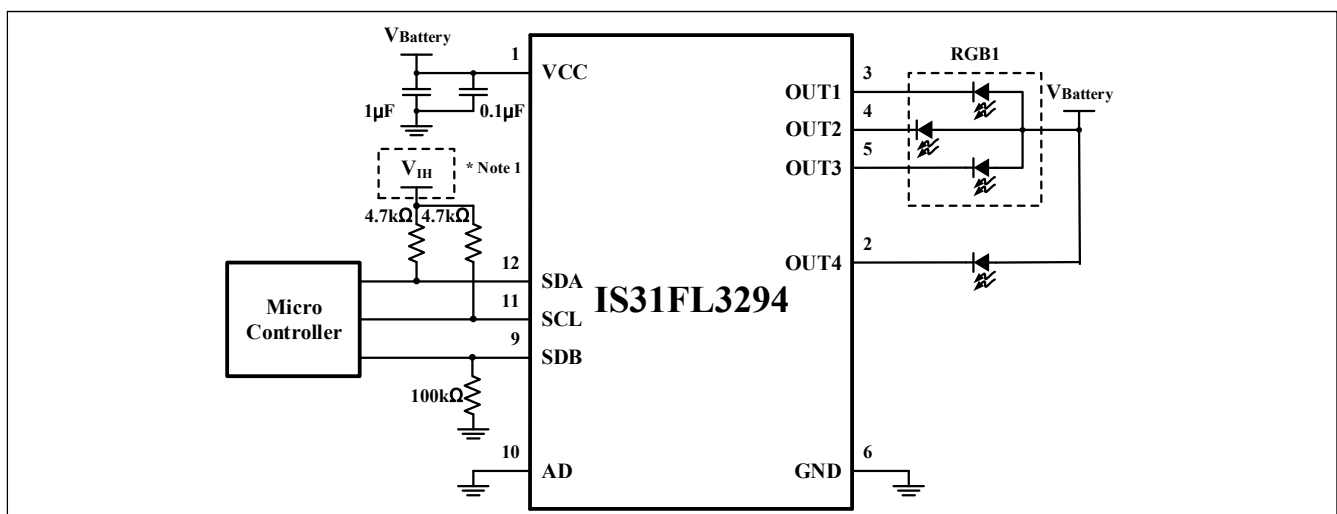 VBattery
1
VCC
1µF
0.1µF
VIH
* Note 1
4.7kΩ 4.7kΩ
Micro
Controller
12
SDA
11
SCL
9
SDB
100kΩ
10
AD
IS31FL3294
OUT1
3
OUT2
4
OUT3
5
OUT4
2
GND
6
RGB1
VBattery